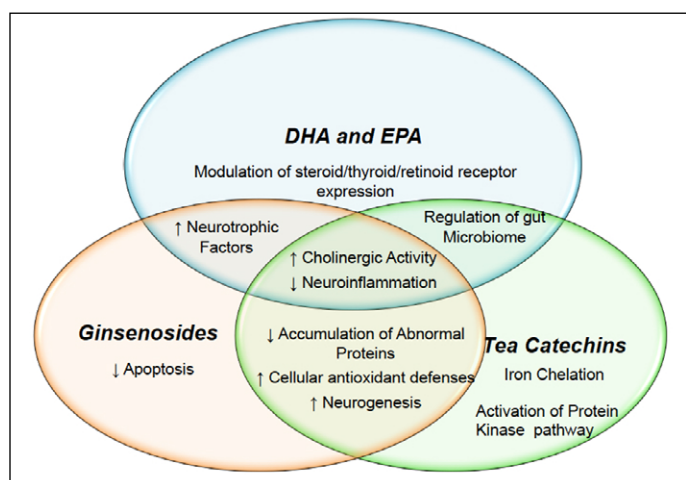 DHA and EPA
Modulation of steroid/thyroid/retinoid receptor
expression
↑ Neurotrophic
Factors
Regulation of gut
Microbiome
↑ Cholinergic Activity
↓ Neuroinflammation
Ginsenosides
↓ Apoptosis
↓ Accumulation of Abnormal
Proteins
↑ Cellular antioxidant defenses
↑ Neurogenesis
Tea Catechins
Iron Chelation
Activation of Protein
Kinase pathway